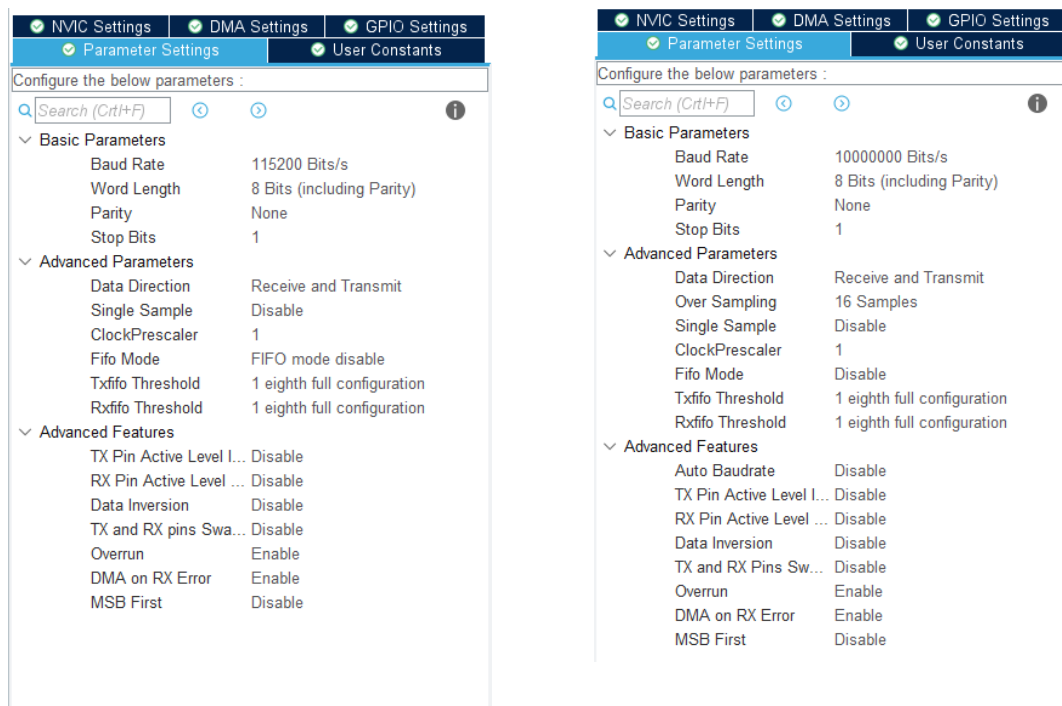 NVIC Settings DMA Settings GPIO Settings
Parameter Settings User Constants
Configure the below parameters :
Search (Crtl+F)
Basic Parameters
Baud Rate 115200 Bits/s
Word Length 8 Bits (including Parity)
Parity None
Stop Bits 1
Advanced Parameters
Data Direction Receive and Transmit
Single Sample Disable
ClockPrescaler 1
Fifo Mode FIFO mode disable
Txfifo Threshold 1 eighth full configuration
Rxfifo Threshold 1 eighth full configuration
Advanced Features
TX Pin Active Level I... Disable
RX Pin Active Level ... Disable
Data Inversion Disable
TX and RX pins Swa... Disable
Overrun Enable
DMA on RX Error Enable
MSB First Disable
NVIC Settings DMA Settings GPIO Settings
Parameter Settings User Constants
Configure the below parameters :
Search (Crtl+F)
Basic Parameters
Baud Rate 10000000 Bits/s
Word Length 8 Bits (including Parity)
Parity None
Stop Bits 1
Advanced Parameters
Data Direction Receive and Transmit
Over Sampling 16 Samples
Single Sample Disable
ClockPrescaler 1
Fifo Mode Disable
Txfifo Threshold 1 eighth full configuration
Rxfifo Threshold 1 eighth full configuration
Advanced Features
Auto Baudrate Disable
TX Pin Active Level I... Disable
RX Pin Active Level ... Disable
Data Inversion Disable
TX and RX Pins Sw... Disable
Overrun Enable
DMA on RX Error Enable
MSB First Disable